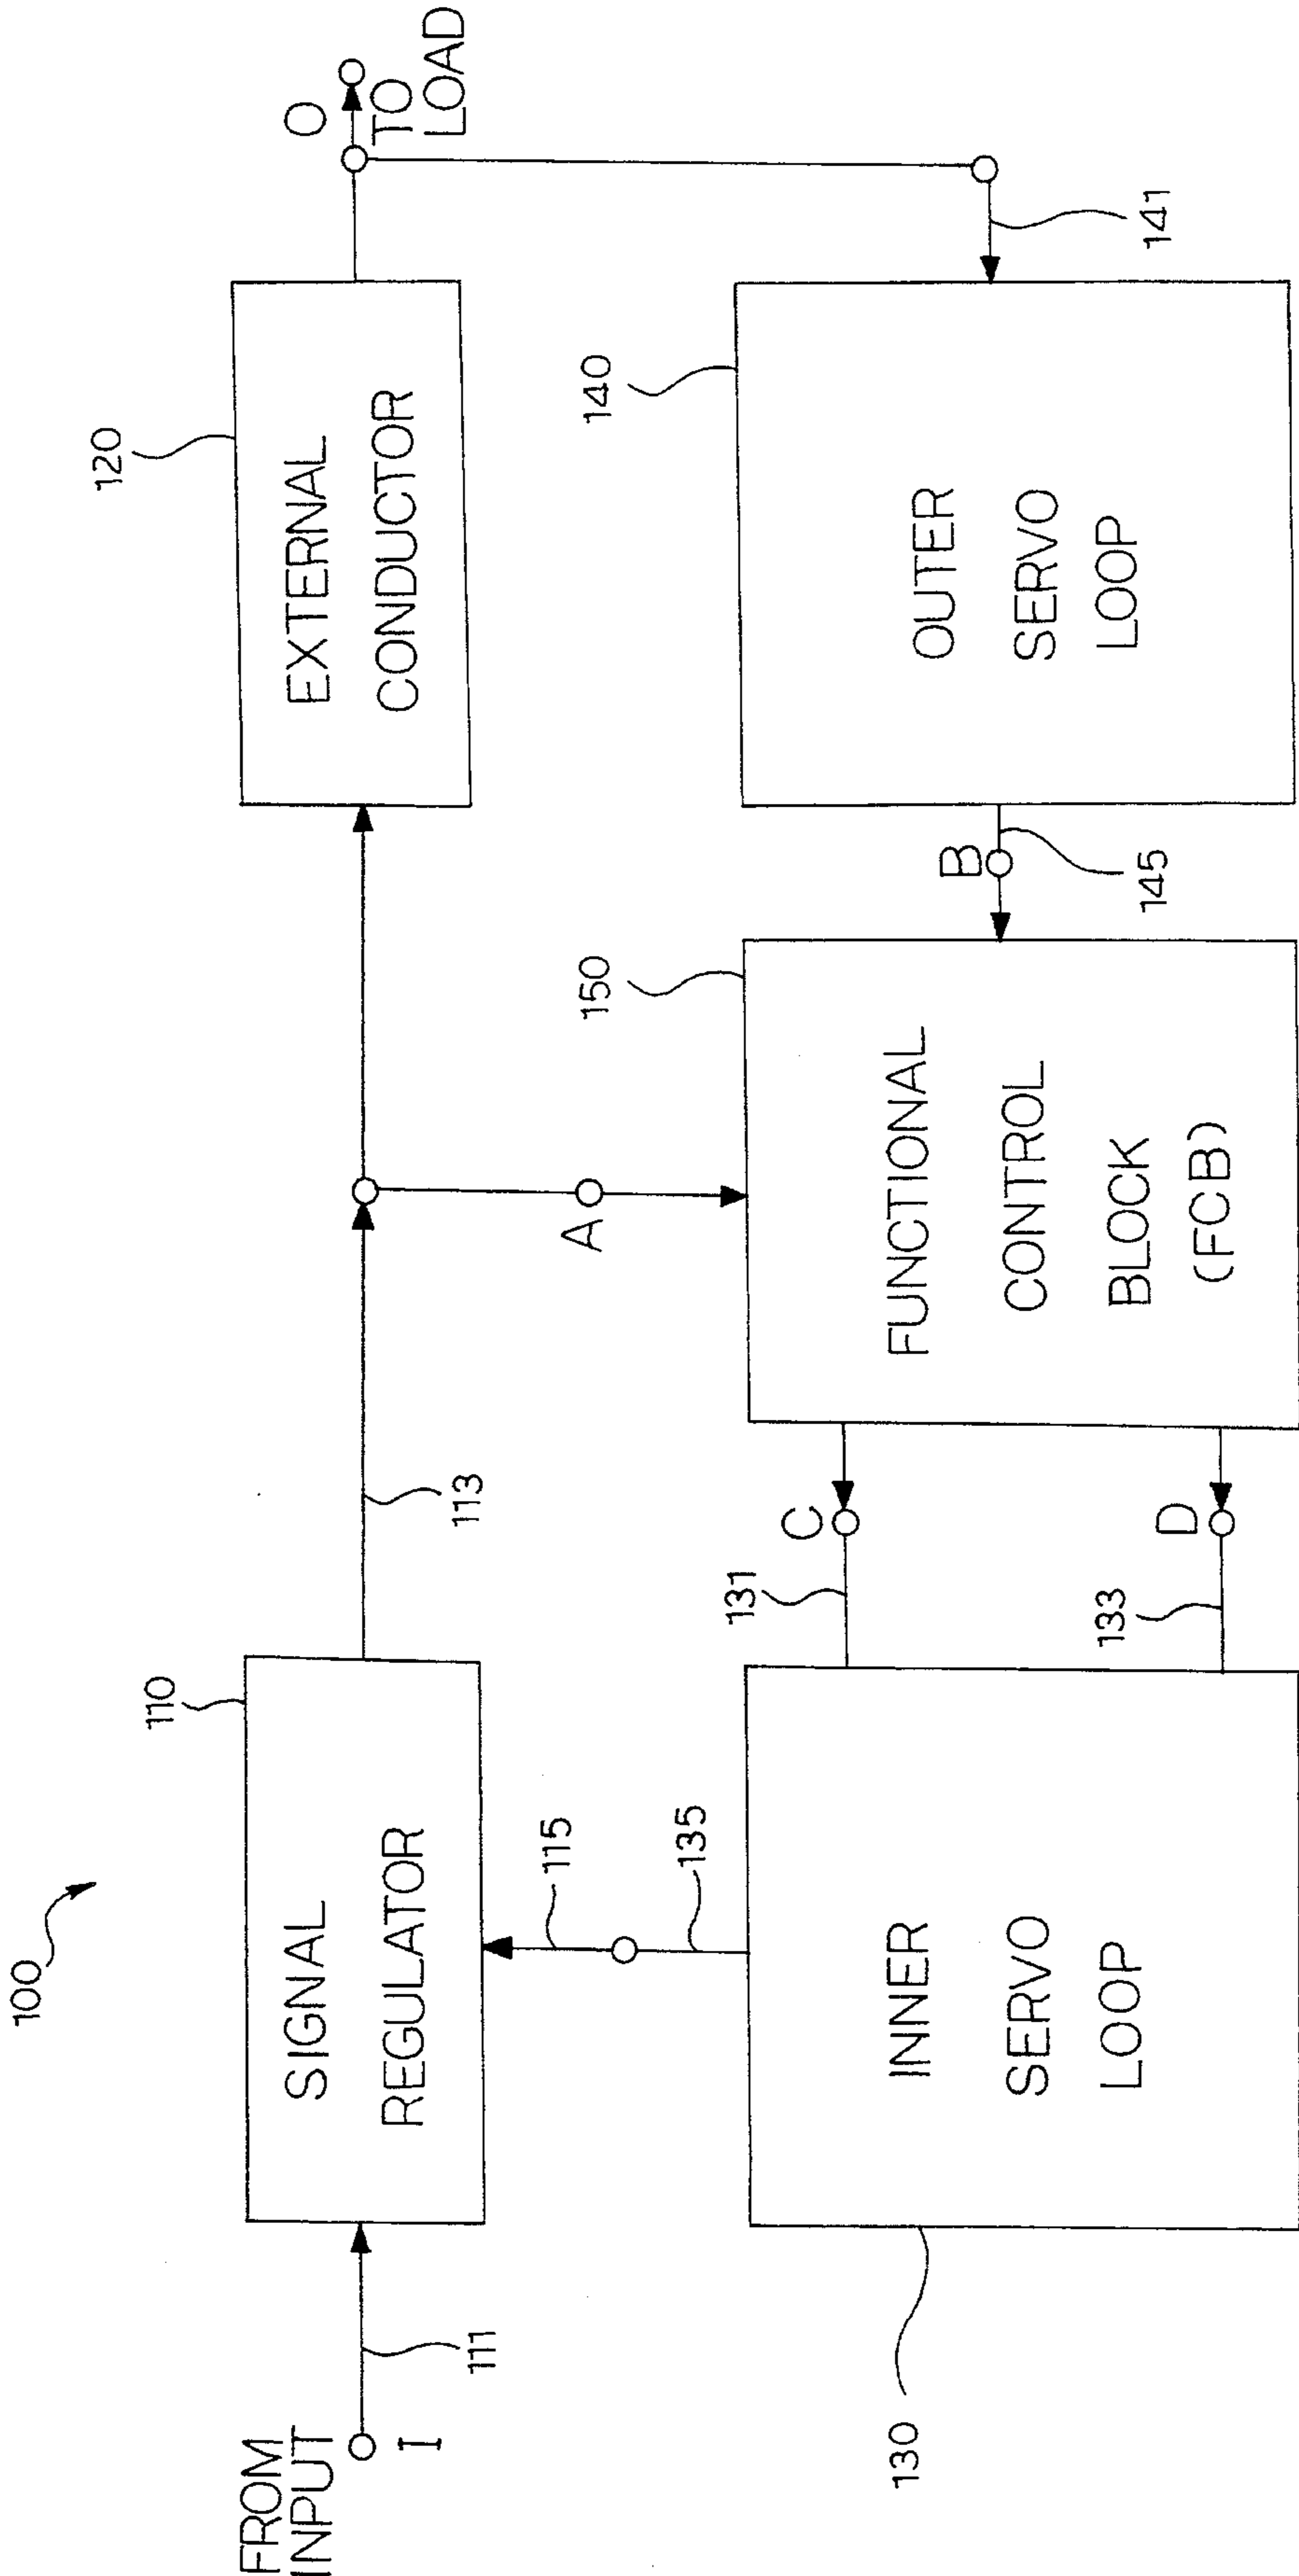 100
FROM
INPUT
I
111
SIGNAL
REGULATOR
110
113
115
135
A
EXTERNAL
CONDUCTOR
120
O
TO
LOAD
INNER
SERVO
LOOP
130
131
C
133
D
FUNCTIONAL
CONTROL
BLOCK
(FCB)
150
B
145
OUTER
SERVO
LOOP
140
141